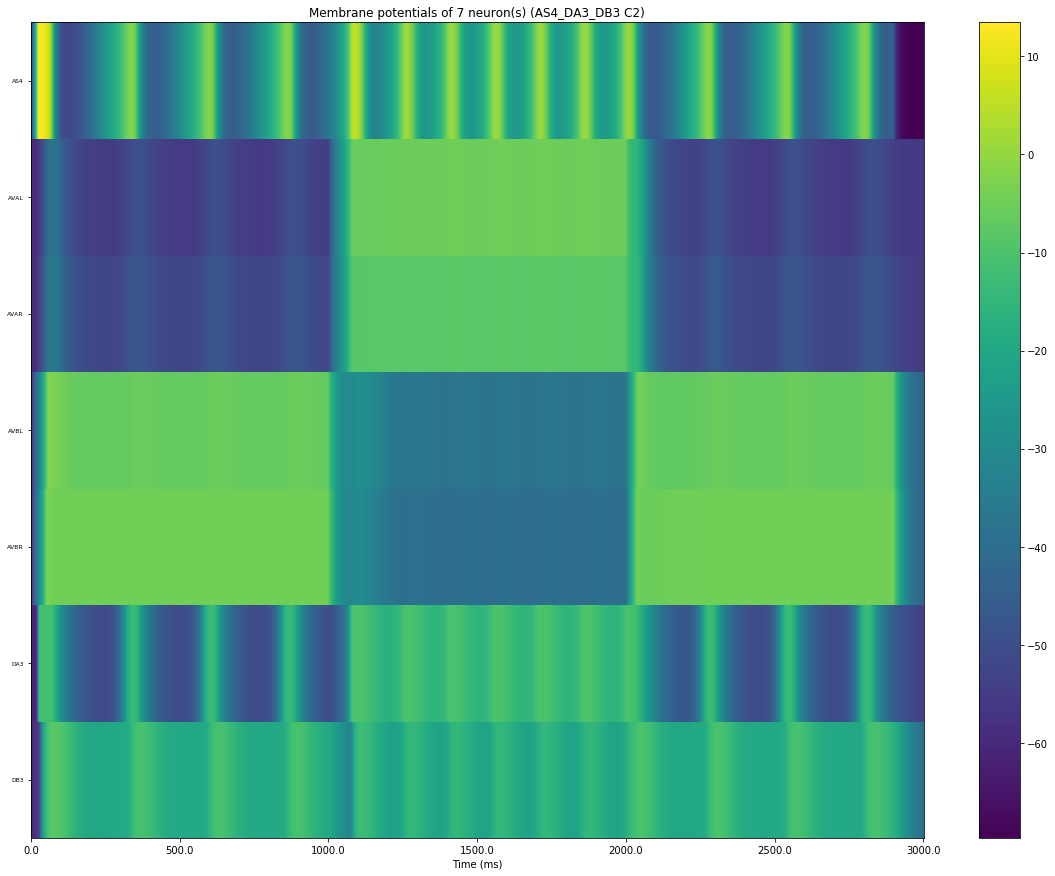 Membrane potentials of 7 neuron(s) (AS4_DA3_DB3 C2)
AS4
AVAL
AVAR
AVBL
AVBR
DA3
DB3
0.0 500.0 1000.0 1500.0 2000.0 2500.0 3000.0
Time (ms)
10
0
−10
−20
−30
−40
−50
−60